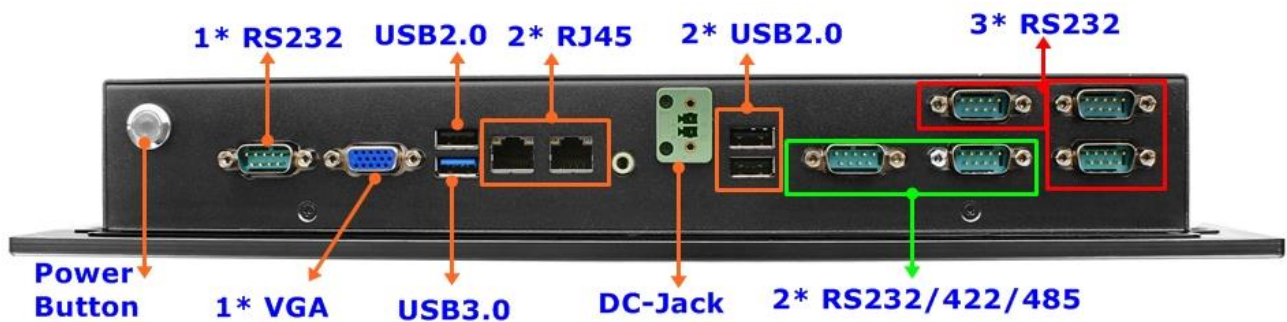 1* RS232
USB2.0
2* RJ45
2* USB2.0
3* RS232
Power
Button
1* VGA
USB3.0
DC-Jack
2* RS232/422/485